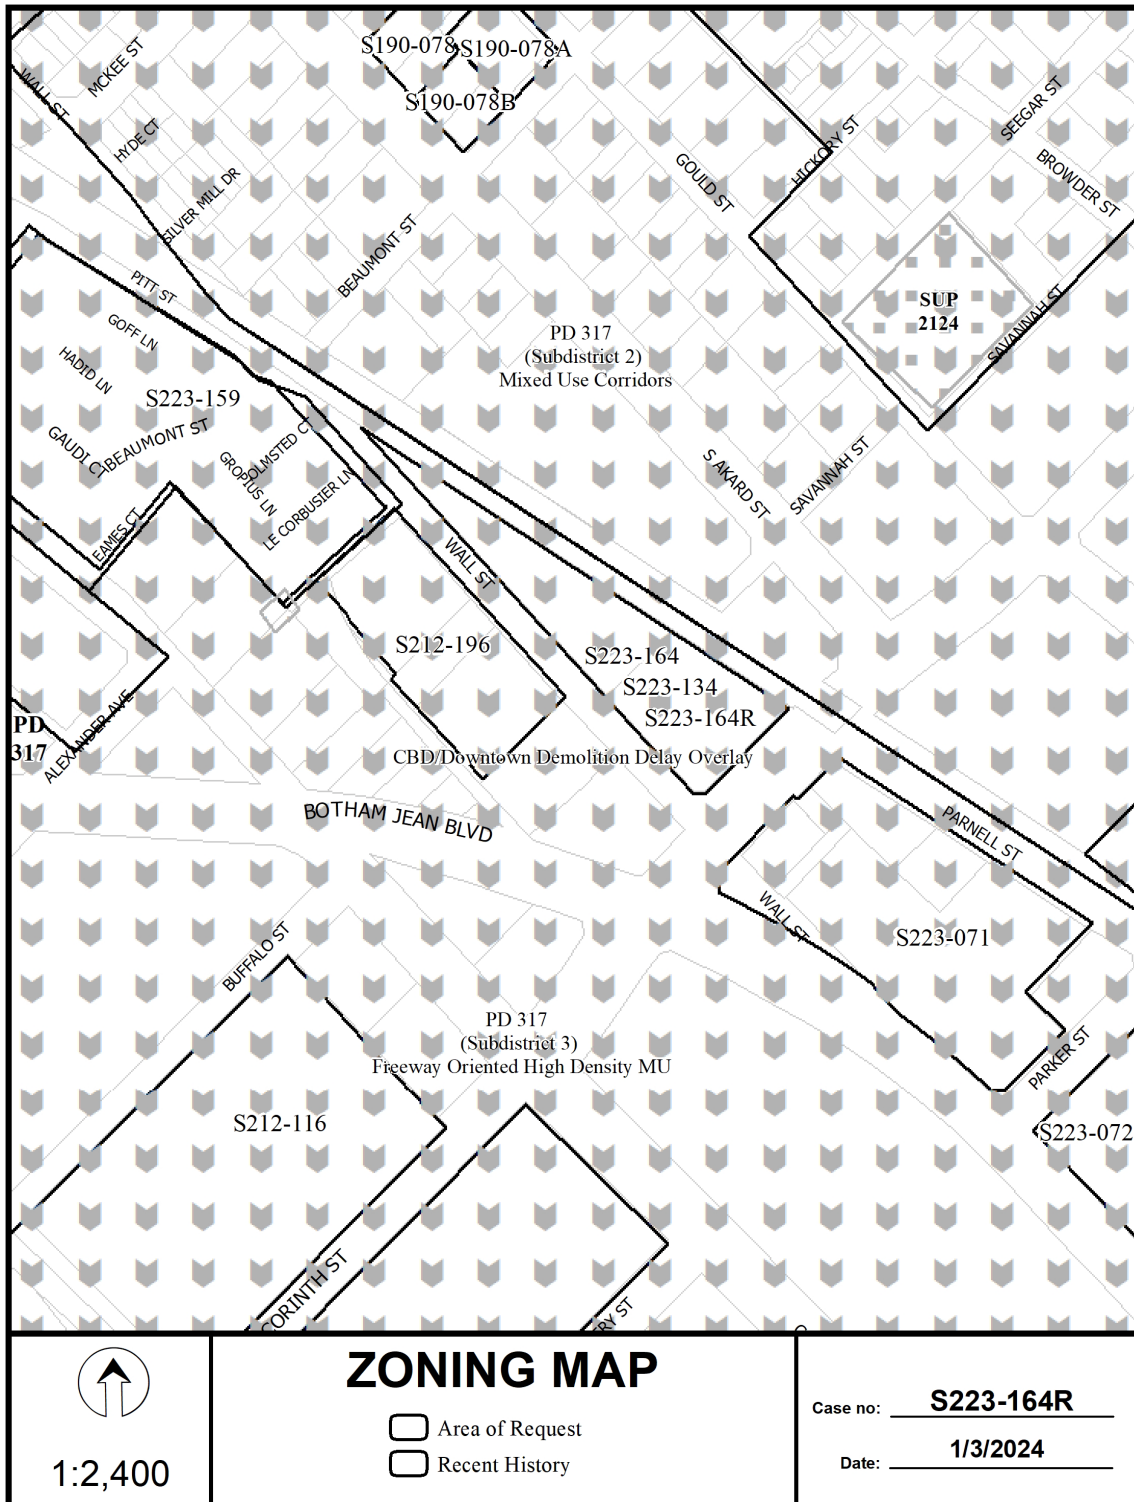 S190-078
S190-078A
S190-078B
MCKEE ST
WALL ST
HYDE CT
SILVER MILL DR
BEAUMONT ST
GOULD ST
HICKORY ST
SEEGAR ST
BROWDER ST
SUP
2124
SAVANNAH ST
PITT ST
GOFF LN
HADID LN
S223-159
GAUDI CT
BEAUMONT ST
GROPIUS LN
OLMSTED CT
LE CORBUSIER LN
EAMES CT
PD 317
(Subdistrict 2)
Mixed Use Corridors
S AKARD ST
SAVANNAH ST
WALL ST
S212-196
S223-164
S223-134
S223-164R
PD
317
ALEXANDER AVE
CBD/Downtown Demolition Delay Overlay
BOTHAM JEAN BLVD
PARNELL ST
WALL ST
S223-071
BUFFALO ST
PD 317
(Subdistrict 3)
Freeway Oriented High Density MU
PARKER ST
S223-072
S212-116
CORINTH ST
ERY ST
1:2,400
ZONING MAP
Area of Request
Recent History
Case no: S223-164R
Date: 1/3/2024